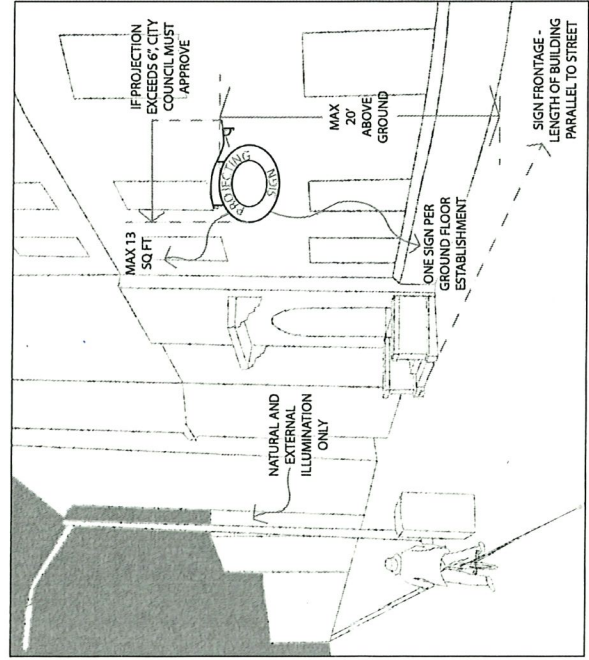 IF PROJECTION
EXCEEDS 6", CITY
COUNCIL MUST
APPROVE
PROJECTING
SIGN
MAX 13
SQ FT
MAX
20'
ABOVE
GROUND
ONE SIGN PER
GROUND FLOOR
ESTABLISHMENT
NATURAL AND
EXTERNAL
ILLUMINATION
ONLY
SIGN FRONTAGE -
LENGTH OF BUILDING
PARALLEL TO STREET